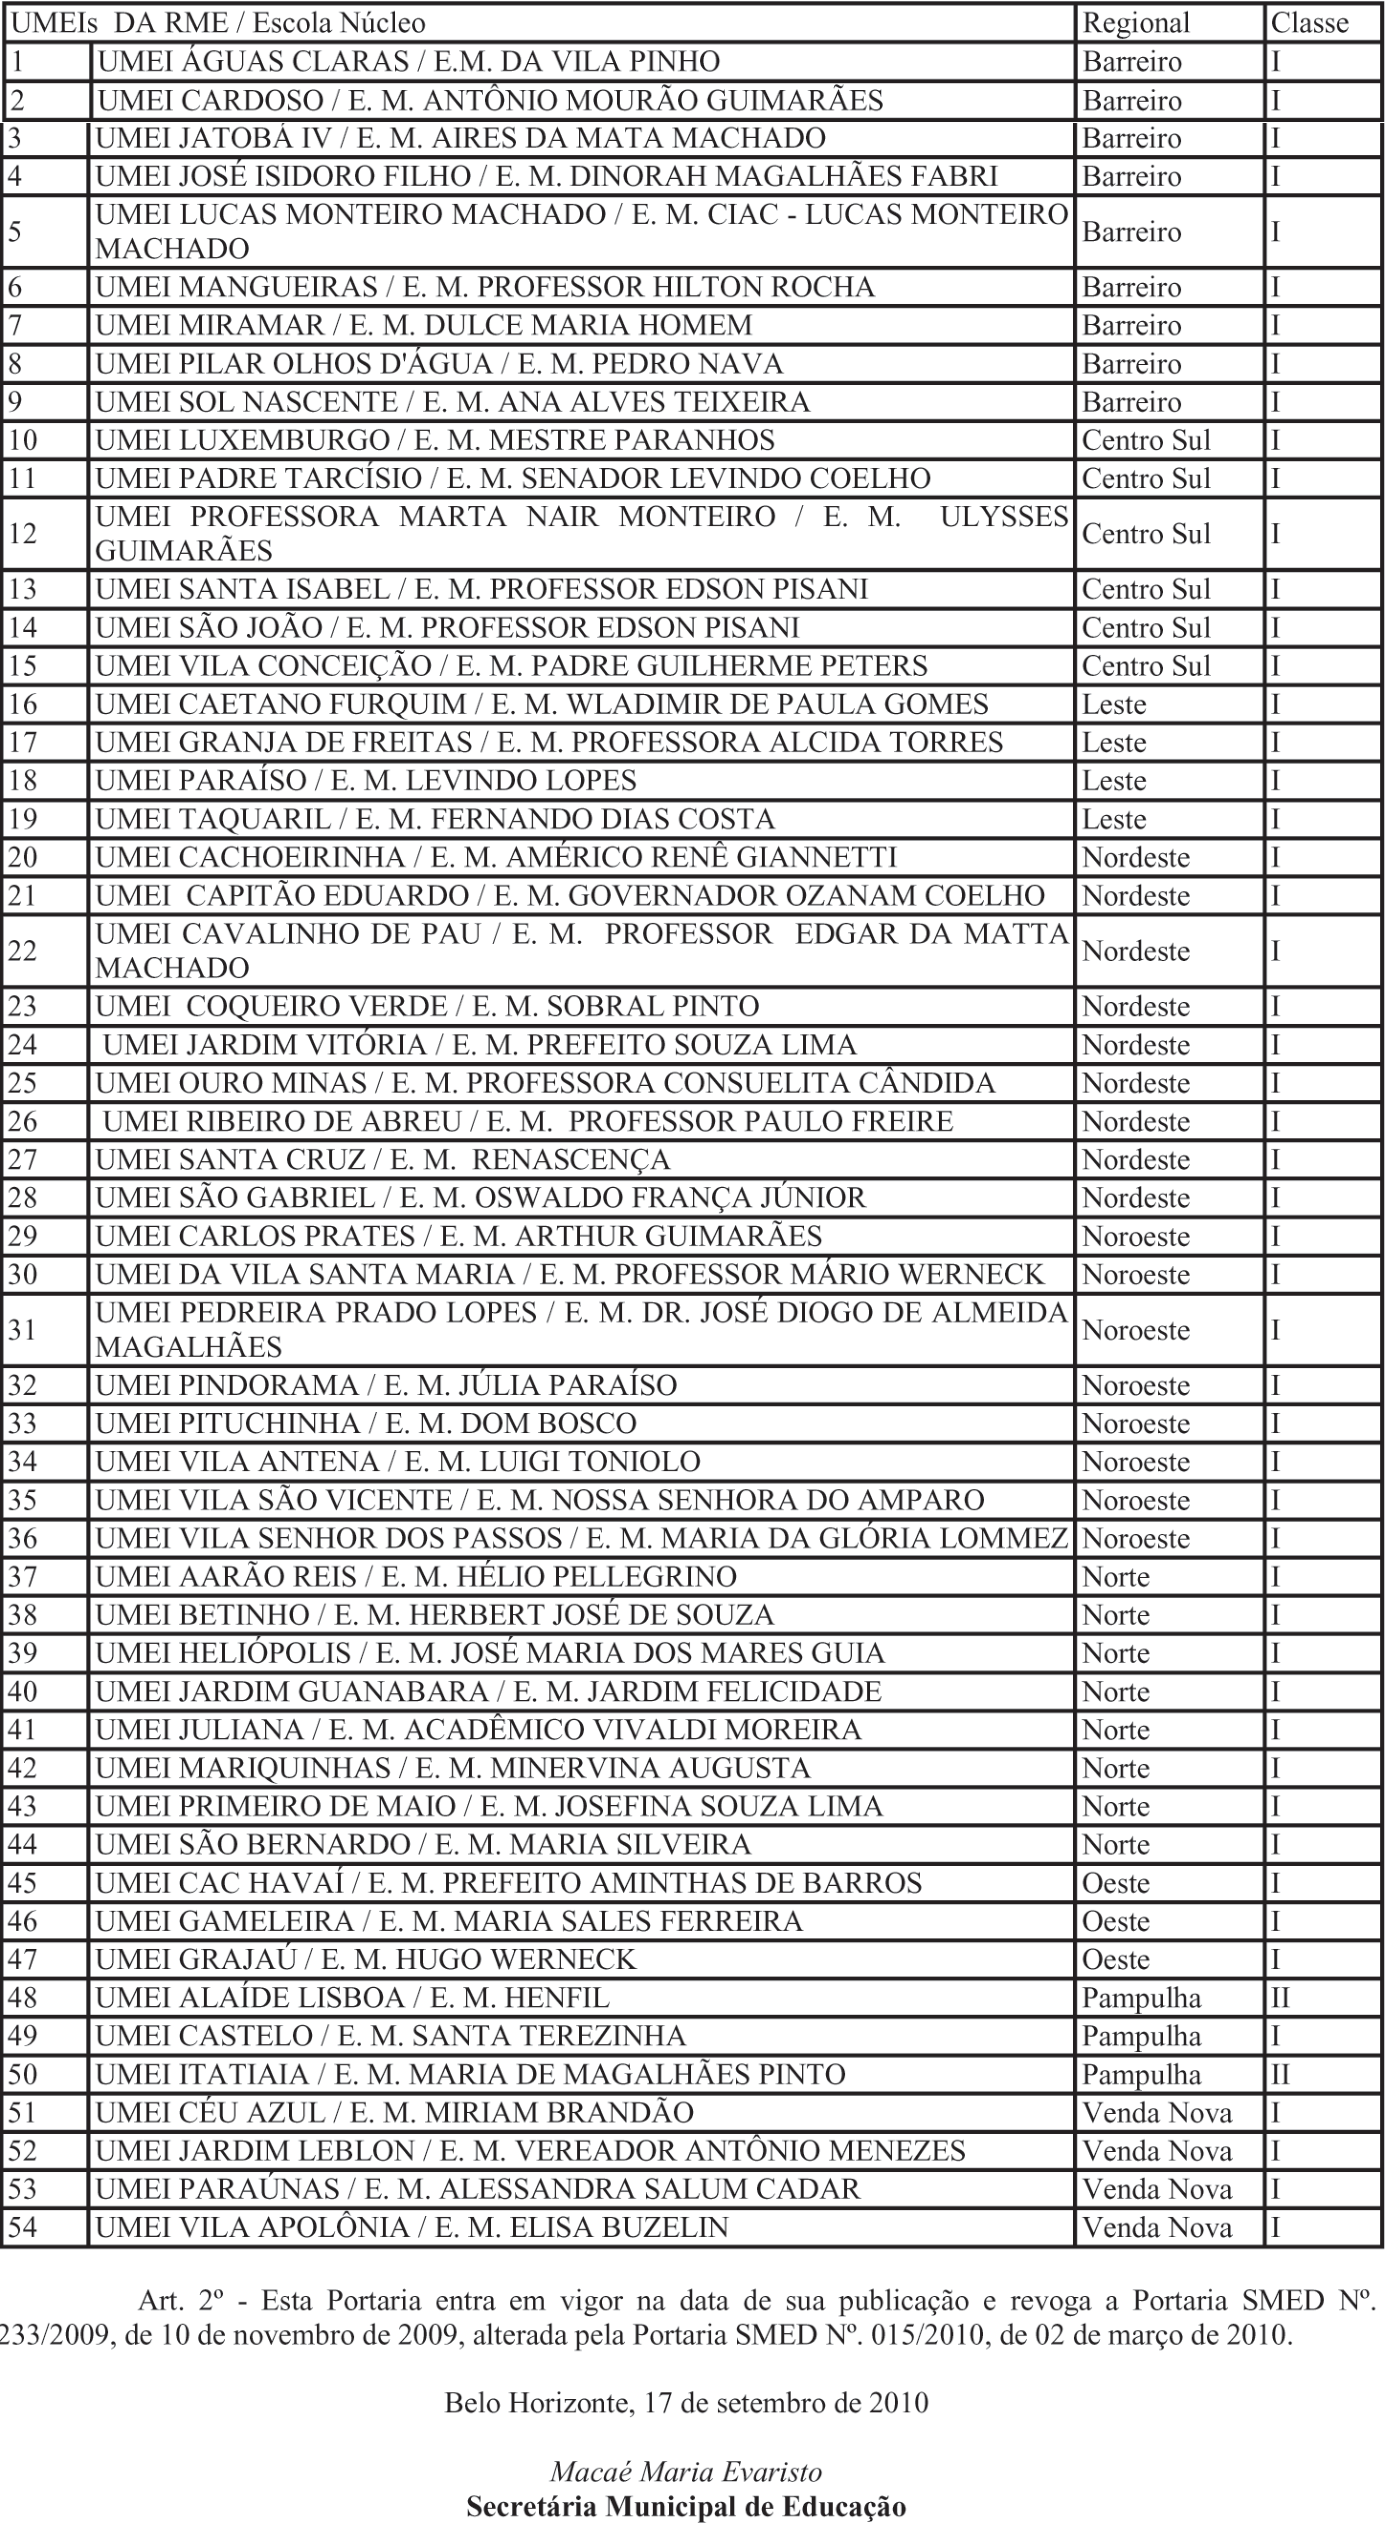 UMEIs DA RME / Escola Núcleo Regional Classe
1 UMEI ÁGUAS CLARAS / E.M. DA VILA PINHO Barreiro I
2 UMEI CARDOSO / E. M. ANTÔNIO MOURÃO GUIMARÃES Barreiro I
3 UMEI JATOBÁ IV / E. M. AIRES DA MATA MACHADO Barreiro I
4 UMEI JOSÉ ISIDORO FILHO / E. M. DINORAH MAGALHÃES FABRI Barreiro I
5 UMEI LUCAS MONTEIRO MACHADO / E. M. CIAC - LUCAS MONTEIRO
MACHADO Barreiro I
6 UMEI MANGUEIRAS / E. M. PROFESSOR HILTON ROCHA Barreiro I
7 UMEI MIRAMAR / E. M. DULCE MARIA HOMEM Barreiro I
8 UMEI PILAR OLHOS D'ÁGUA / E. M. PEDRO NAVA Barreiro I
9 UMEI SOL NASCENTE / E. M. ANA ALVES TEIXEIRA Barreiro I
10 UMEI LUXEMBURGO / E. M. MESTRE PARANHOS Centro Sul I
11 UMEI PADRE TARCÍSIO / E. M. SENADOR LEVINDO COELHO Centro Sul I
12 UMEI PROFESSORA MARTA NAIR MONTEIRO / E. M. ULYSSES
GUIMARÃES Centro Sul I
13 UMEI SANTA ISABEL / E. M. PROFESSOR EDSON PISANI Centro Sul I
14 UMEI SÃO JOÃO / E. M. PROFESSOR EDSON PISANI Centro Sul I
15 UMEI VILA CONCEIÇÃO / E. M. PADRE GUILHERME PETERS Centro Sul I
16 UMEI CAETANO FURQUIM / E. M. WLADIMIR DE PAULA GOMES Leste I
17 UMEI GRANJA DE FREITAS / E. M. PROFESSORA ALCIDA TORRES Leste I
18 UMEI PARAÍSO / E. M. LEVINDO LOPES Leste I
19 UMEI TAQUARIL / E. M. FERNANDO DIAS COSTA Leste I
20 UMEI CACHOEIRINHA / E. M. AMÉRICO RENÊ GIANNETTI Nordeste I
21 UMEI CAPITÃO EDUARDO / E. M. GOVERNADOR OZANAM COELHO Nordeste I
22 UMEI CAVALINHO DE PAU / E. M. PROFESSOR EDGAR DA MATTA
MACHADO Nordeste I
23 UMEI COQUEIRO VERDE / E. M. SOBRAL PINTO Nordeste I
24 UMEI JARDIM VITÓRIA / E. M. PREFEITO SOUZA LIMA Nordeste I
25 UMEI OURO MINAS / E. M. PROFESSORA CONSUELITA CÂNDIDA Nordeste I
26 UMEI RIBEIRO DE ABREU / E. M. PROFESSOR PAULO FREIRE Nordeste I
27 UMEI SANTA CRUZ / E. M. RENASCENÇA Nordeste I
28 UMEI SÃO GABRIEL / E. M. OSWALDO FRANÇA JÚNIOR Nordeste I
29 UMEI CARLOS PRATES / E. M. ARTHUR GUIMARÃES Noroeste I
30 UMEI DA VILA SANTA MARIA / E. M. PROFESSOR MÁRIO WERNECK Noroeste I
31 UMEI PEDREIRA PRADO LOPES / E. M. DR. JOSÉ DIOGO DE ALMEIDA
MAGALHÃES Noroeste I
32 UMEI PINDORAMA / E. M. JÚLIA PARAÍSO Noroeste I
33 UMEI PITUCHINHA / E. M. DOM BOSCO Noroeste I
34 UMEI VILA ANTENA / E. M. LUIGI TONIOLO Noroeste I
35 UMEI VILA SÃO VICENTE / E. M. NOSSA SENHORA DO AMPARO Noroeste I
36 UMEI VILA SENHOR DOS PASSOS / E. M. MARIA DA GLÓRIA LOMMEZ Noroeste I
37 UMEI AARÃO REIS / E. M. HÉLIO PELLEGRINO Norte I
38 UMEI BETINHO / E. M. HERBERT JOSÉ DE SOUZA Norte I
39 UMEI HELIÓPOLIS / E. M. JOSÉ MARIA DOS MARES GUIA Norte I
40 UMEI JARDIM GUANABARA / E. M. JARDIM FELICIDADE Norte I
41 UMEI JULIANA / E. M. ACADÊMICO VIVALDI MOREIRA Norte I
42 UMEI MARIQUINHAS / E. M. MINERVINA AUGUSTA Norte I
43 UMEI PRIMEIRO DE MAIO / E. M. JOSEFINA SOUZA LIMA Norte I
44 UMEI SÃO BERNARDO / E. M. MARIA SILVEIRA Norte I
45 UMEI CAC HAVAÍ / E. M. PREFEITO AMINTHAS DE BARROS Oeste I
46 UMEI GAMELEIRA / E. M. MARIA SALES FERREIRA Oeste I
47 UMEI GRAJAÚ / E. M. HUGO WERNECK Oeste I
48 UMEI ALAÍDE LISBOA / E. M. HENFIL Pampulha II
49 UMEI CASTELO / E. M. SANTA TEREZINHA Pampulha I
50 UMEI ITATIAIA / E. M. MARIA DE MAGALHÃES PINTO Pampulha II
51 UMEI CÉU AZUL / E. M. MIRIAM BRANDÃO Venda Nova I
52 UMEI JARDIM LEBLON / E. M. VEREADOR ANTÔNIO MENEZES Venda Nova I
53 UMEI PARAÚNAS / E. M. ALESSANDRA SALUM CADAR Venda Nova I
54 UMEI VILA APOLÔNIA / E. M. ELISA BUZELIN Venda Nova I
Art. 2º - Esta Portaria entra em vigor na data de sua publicação e revoga a Portaria SMED Nº.
233/2009, de 10 de novembro de 2009, alterada pela Portaria SMED Nº. 015/2010, de 02 de março de 2010.
Belo Horizonte, 17 de setembro de 2010
Macaé Maria Evaristo
Secretária Municipal de Educação